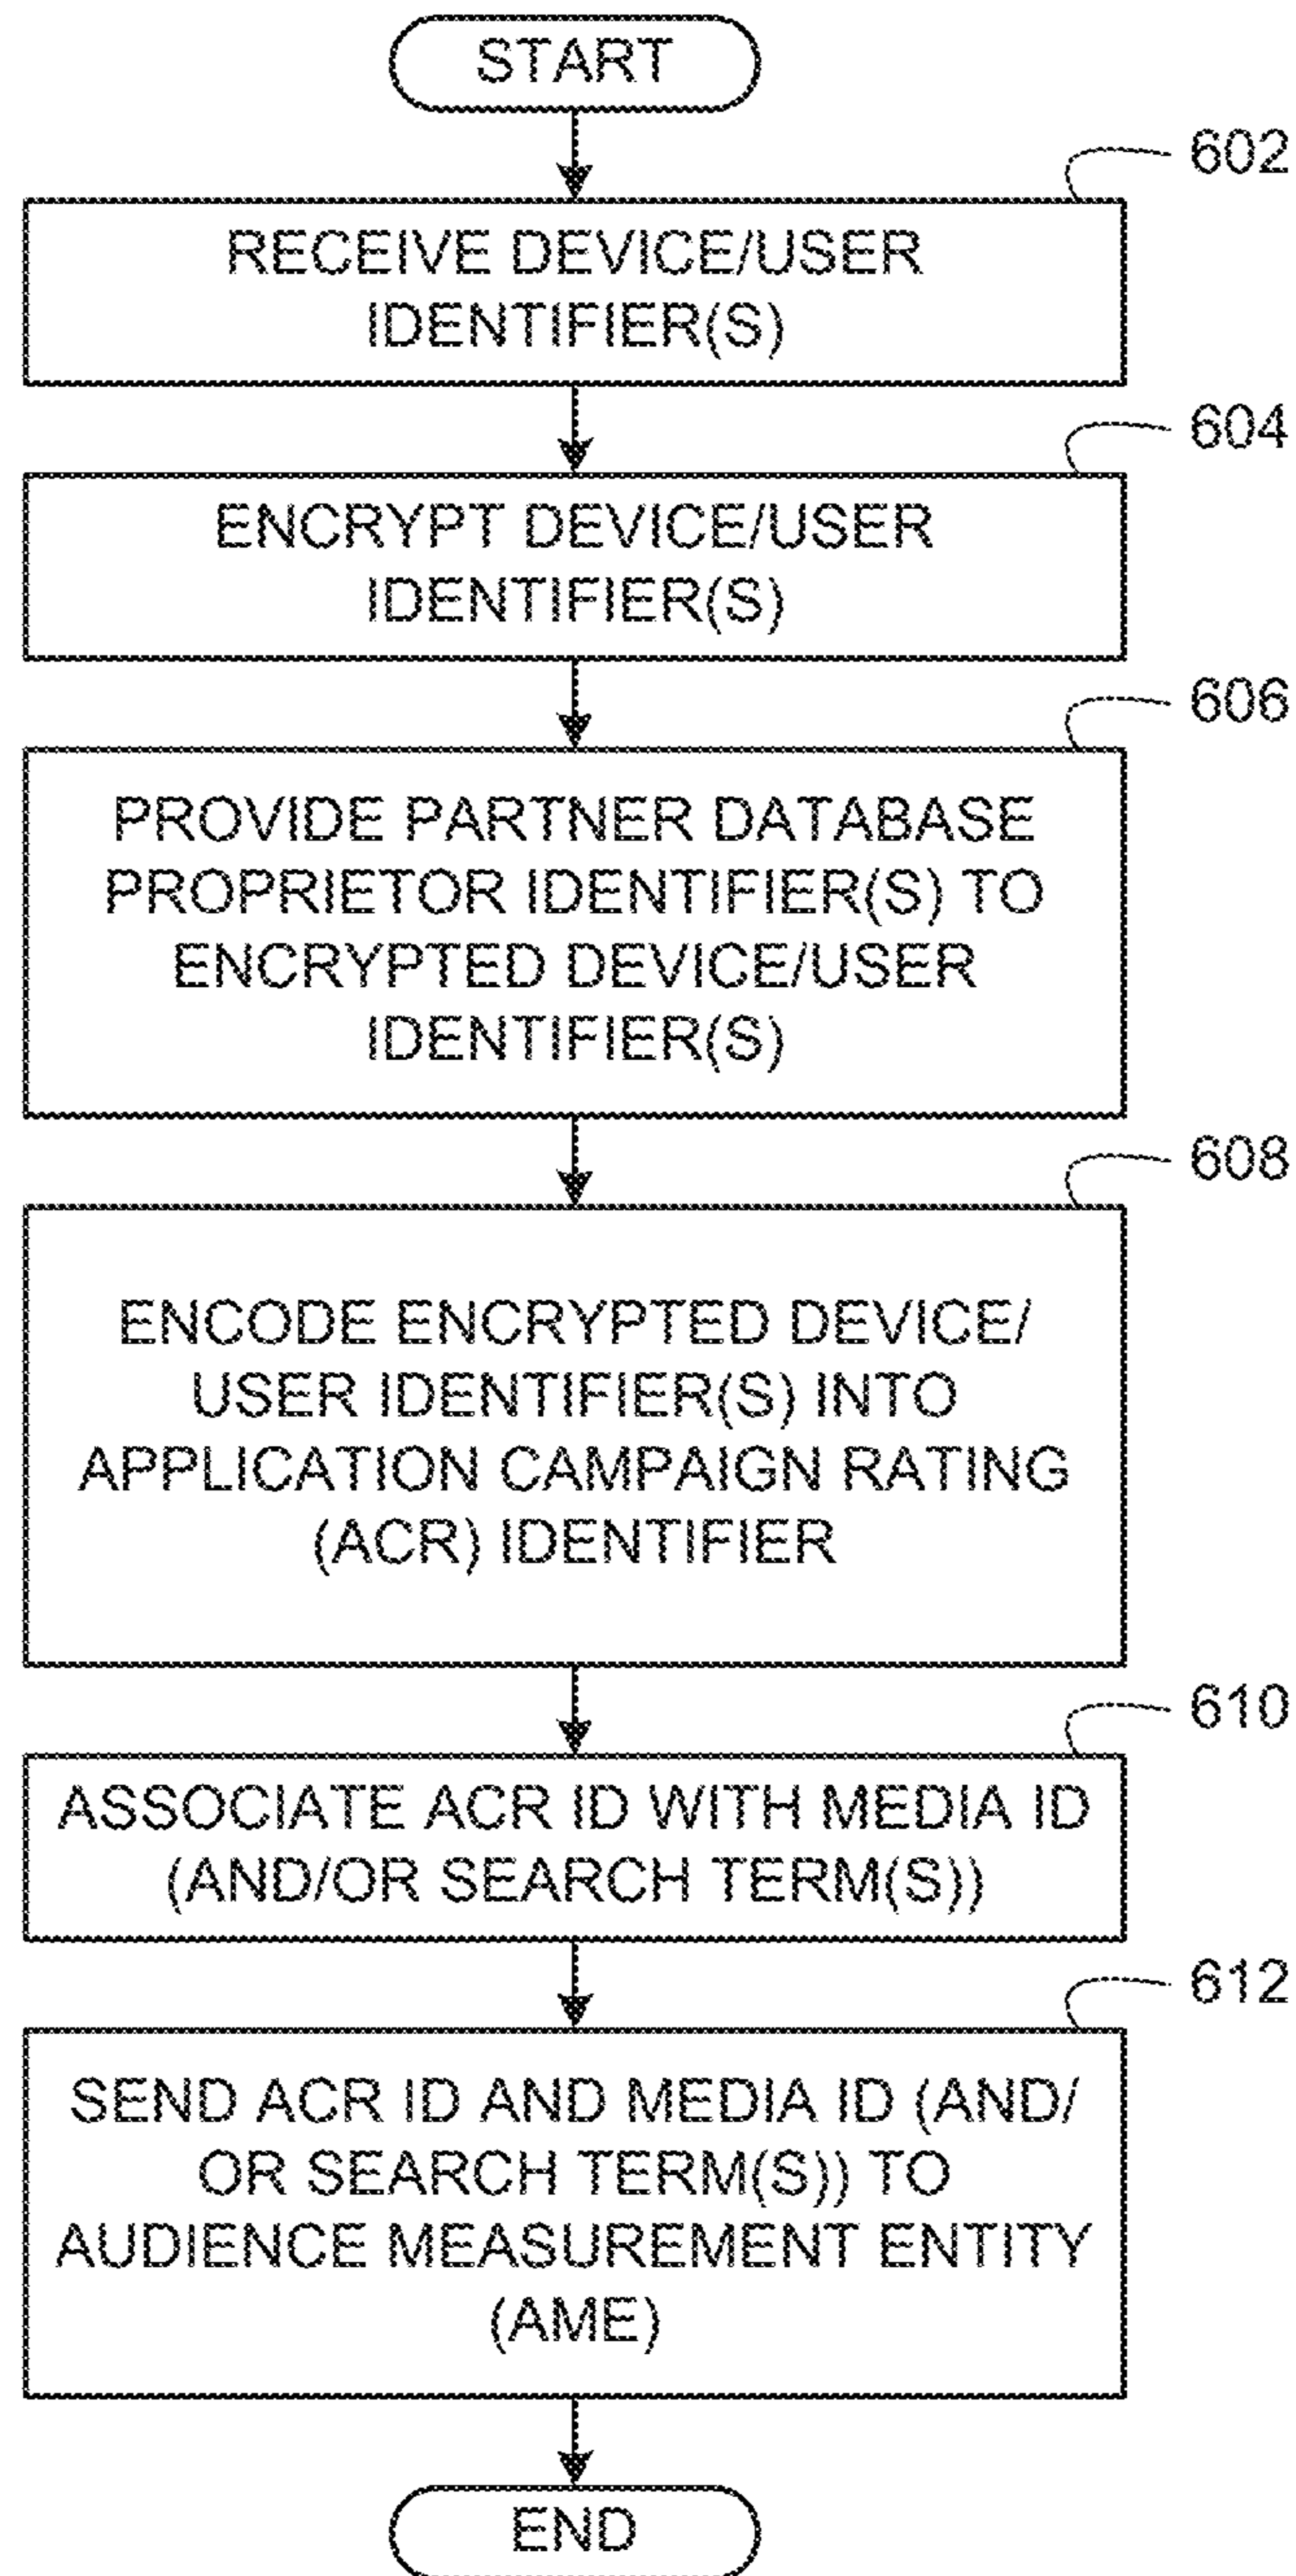 START
602
RECEIVE DEVICE/USER
IDENTIFIER(S)
604
ENCRYPT DEVICE/USER
IDENTIFIER(S)
606
PROVIDE PARTNER DATABASE
PROPRIETOR IDENTIFIER(S) TO
ENCRYPTED DEVICE/USER
IDENTIFIER(S)
608
ENCODE ENCRYPTED DEVICE/
USER IDENTIFIER(S) INTO
APPLICATION CAMPAIGN RATING
(ACR) IDENTIFIER
610
ASSOCIATE ACR ID WITH MEDIA ID
(AND/OR SEARCH TERM(S))
612
SEND ACR ID AND MEDIA ID (AND/
OR SEARCH TERM(S)) TO
AUDIENCE MEASUREMENT ENTITY
(AME)
END